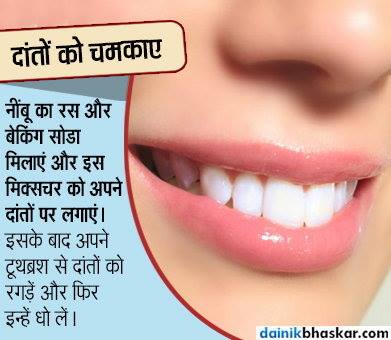 दांतों को चमकाए
नींबू का रस और
बेकिंग सोडा
मिलाएं और इस
मिक्सचर को अपने
दांतों पर लगाएं।
इसके बाद अपने
टूथब्रश से दांतों को
रगड़ें और फिर
इन्हें धो लें।
dainikbhaskar.com